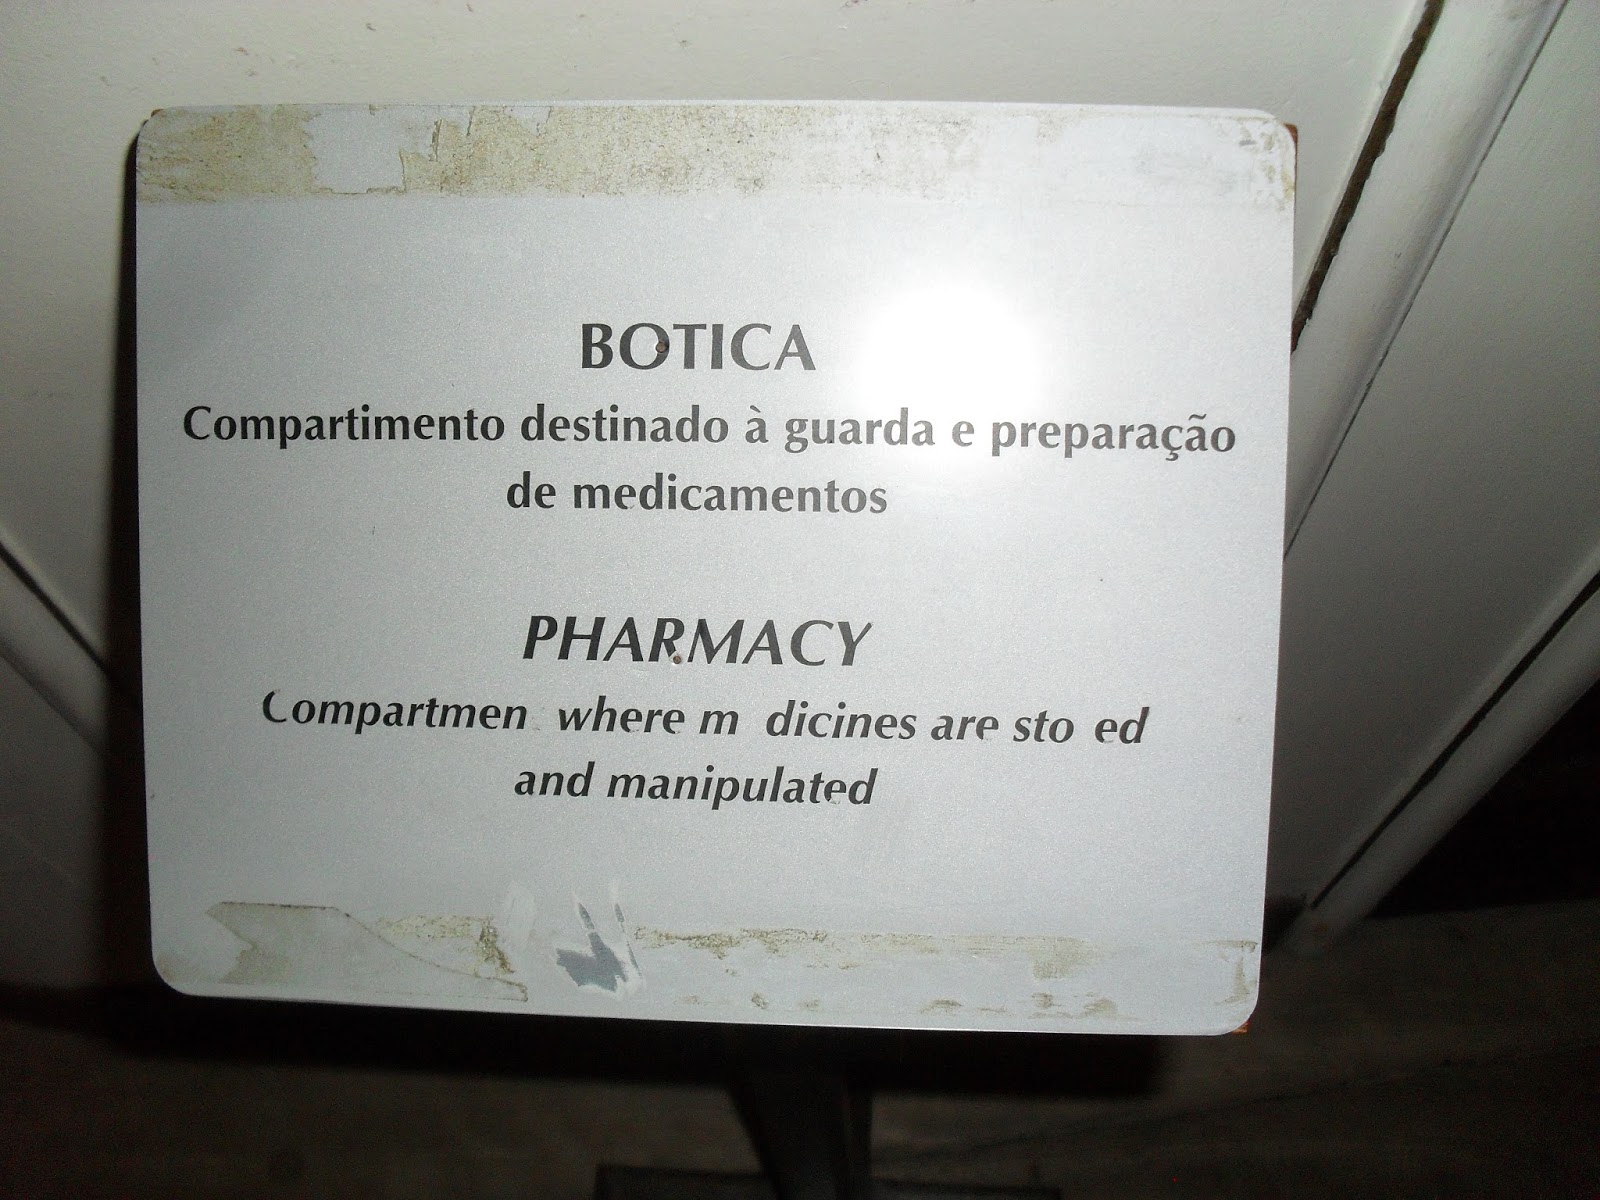 BOTICA
Compartimento destinado à guarda e preparação
de medicamentos
PHARMACY
Compartmen where m dicines are sto ed
and manipulated